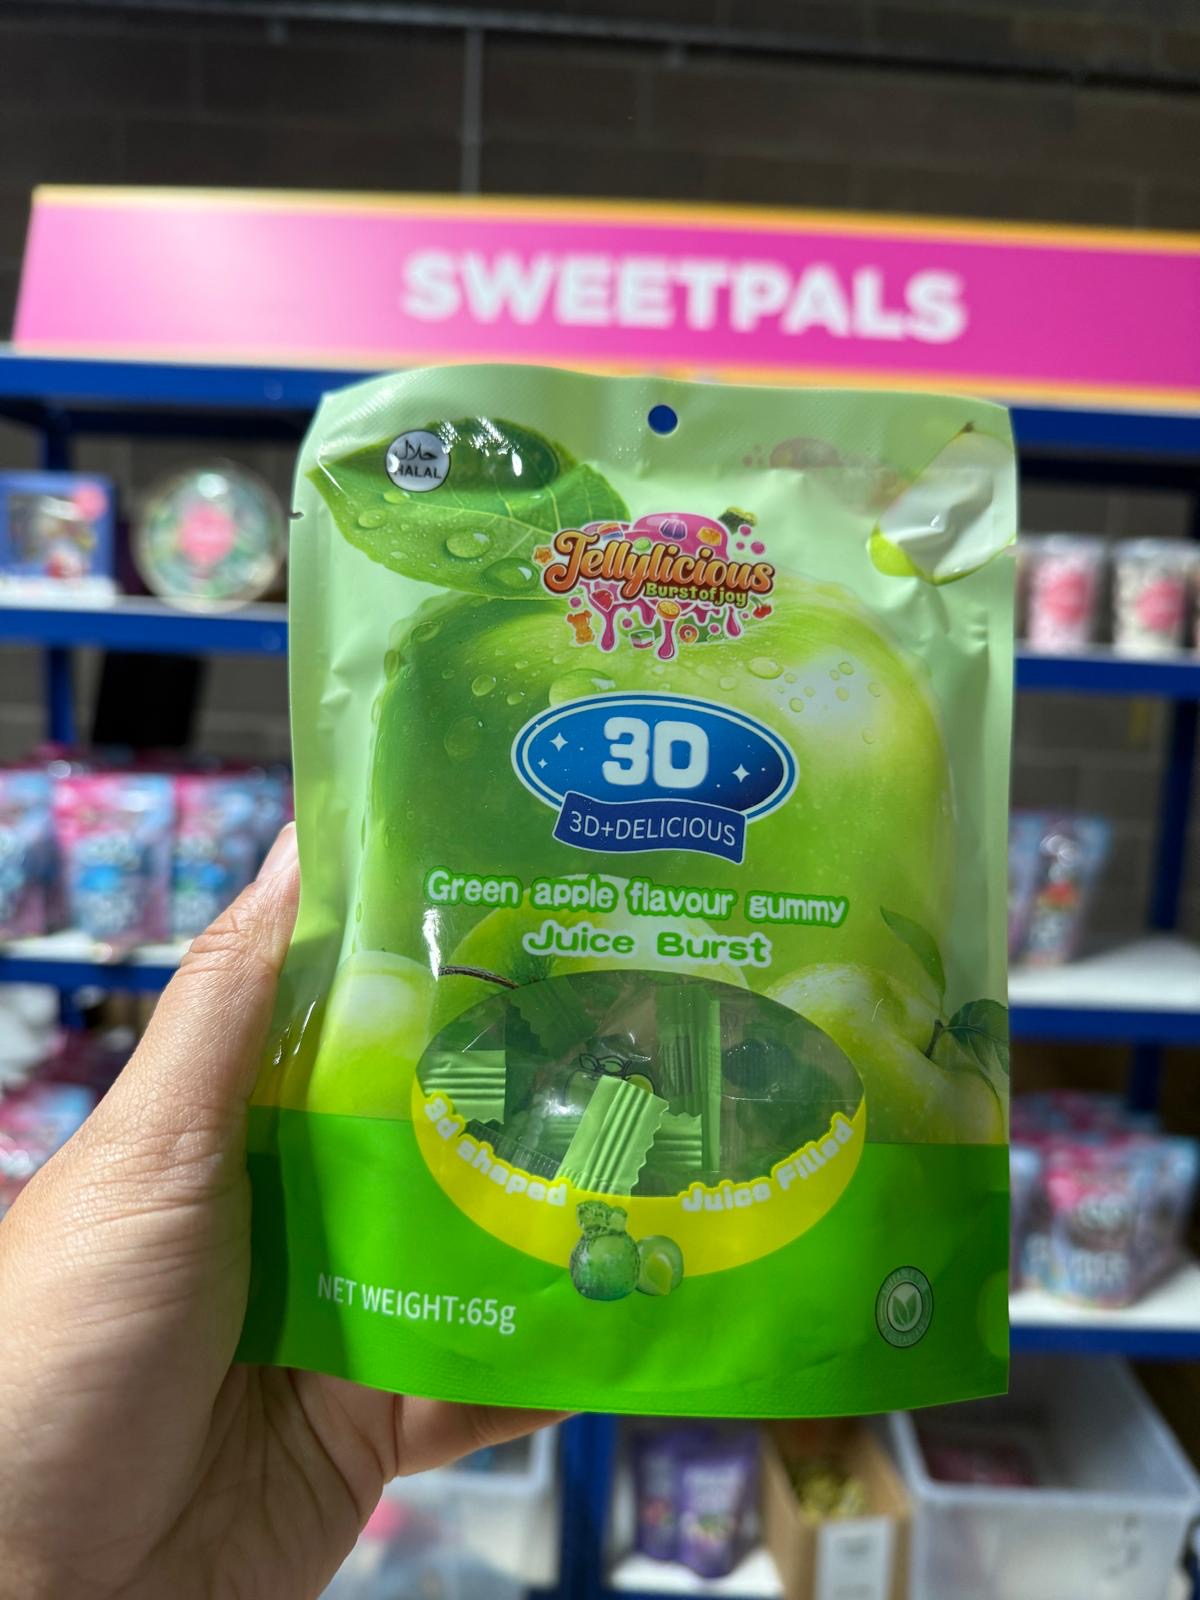 SWEETPALS
حلال
HALAL
Jellylicious
Burst of joy
3D
3D+DELICIOUS
Green apple flavour gummy
Juice Burst
3d shaped Juice Filled
NET WEIGHT:65g